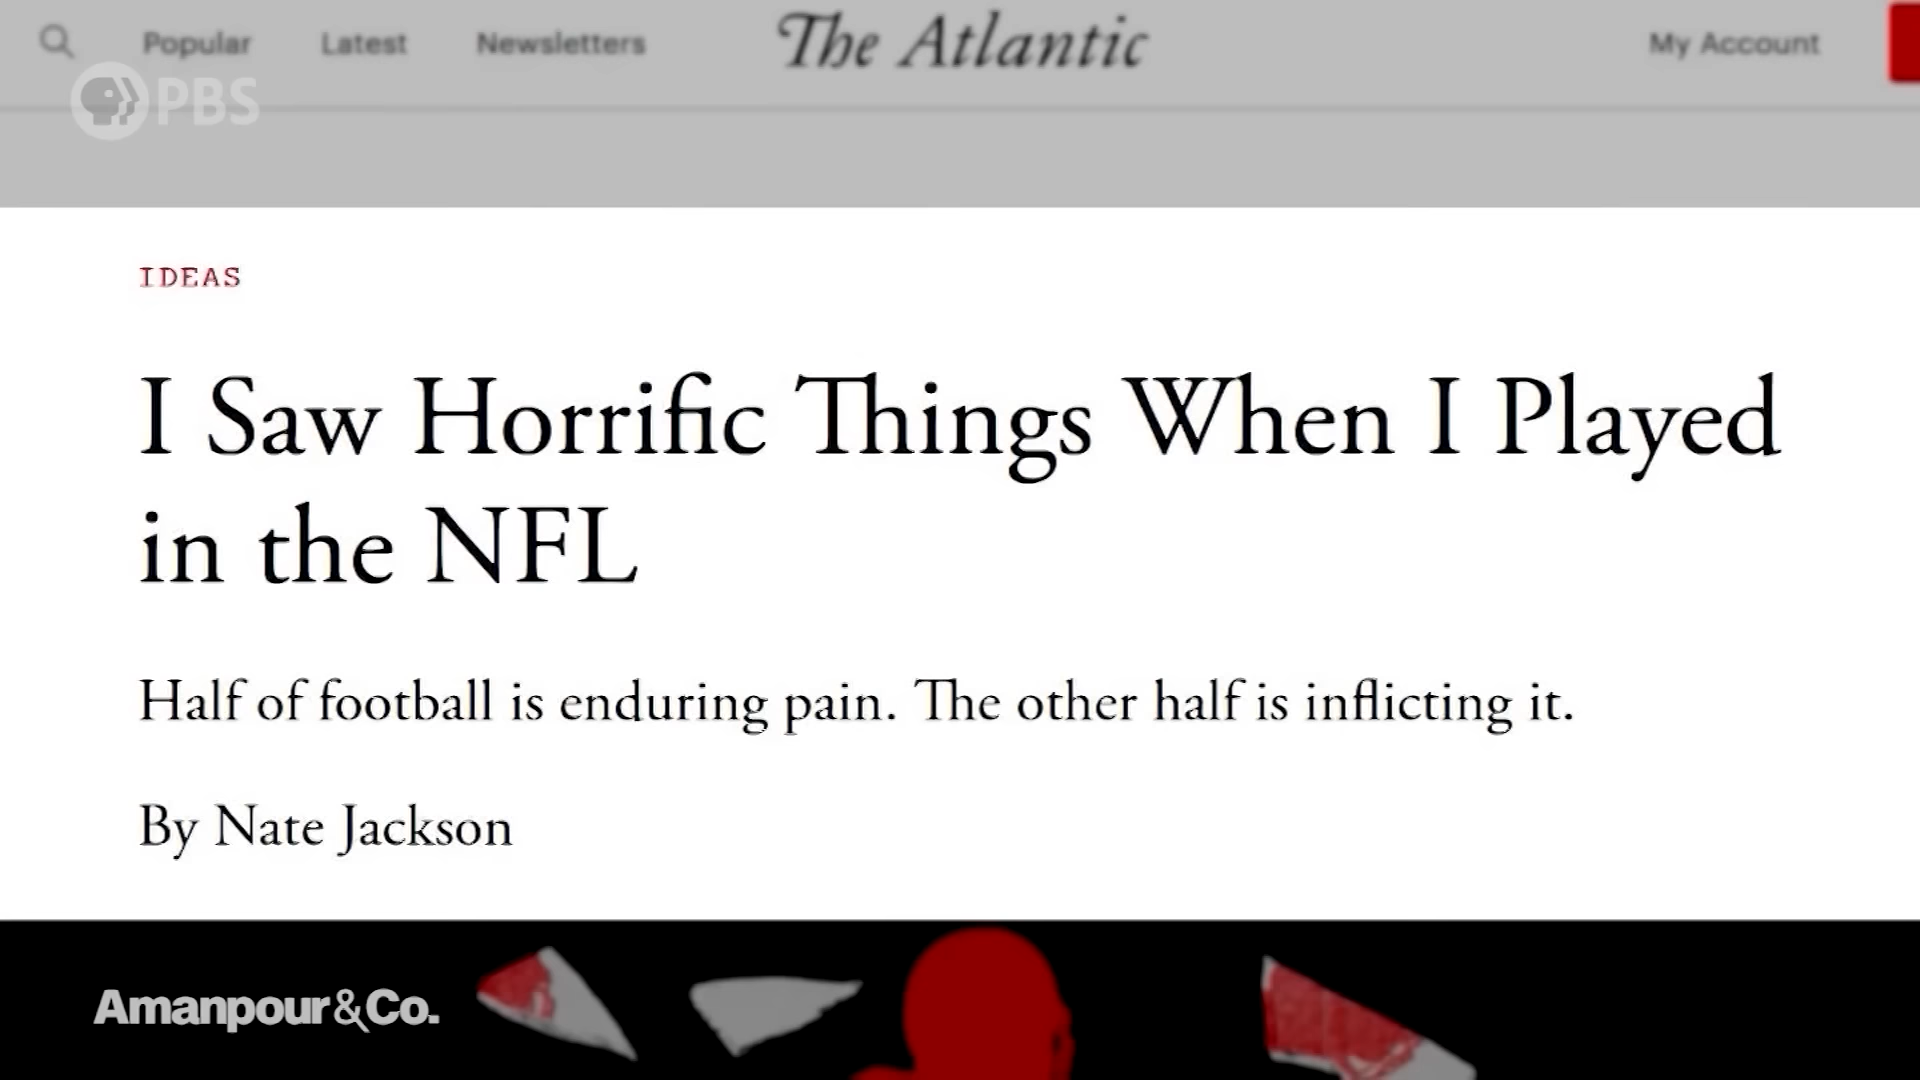 Popular Latest Newsletters The Atlantic My Account
PBS
IDEAS
I Saw Horrific Things When I Played
in the NFL
Half of football is enduring pain. The other half is inflicting it.
By Nate Jackson
Amanpour&Co.